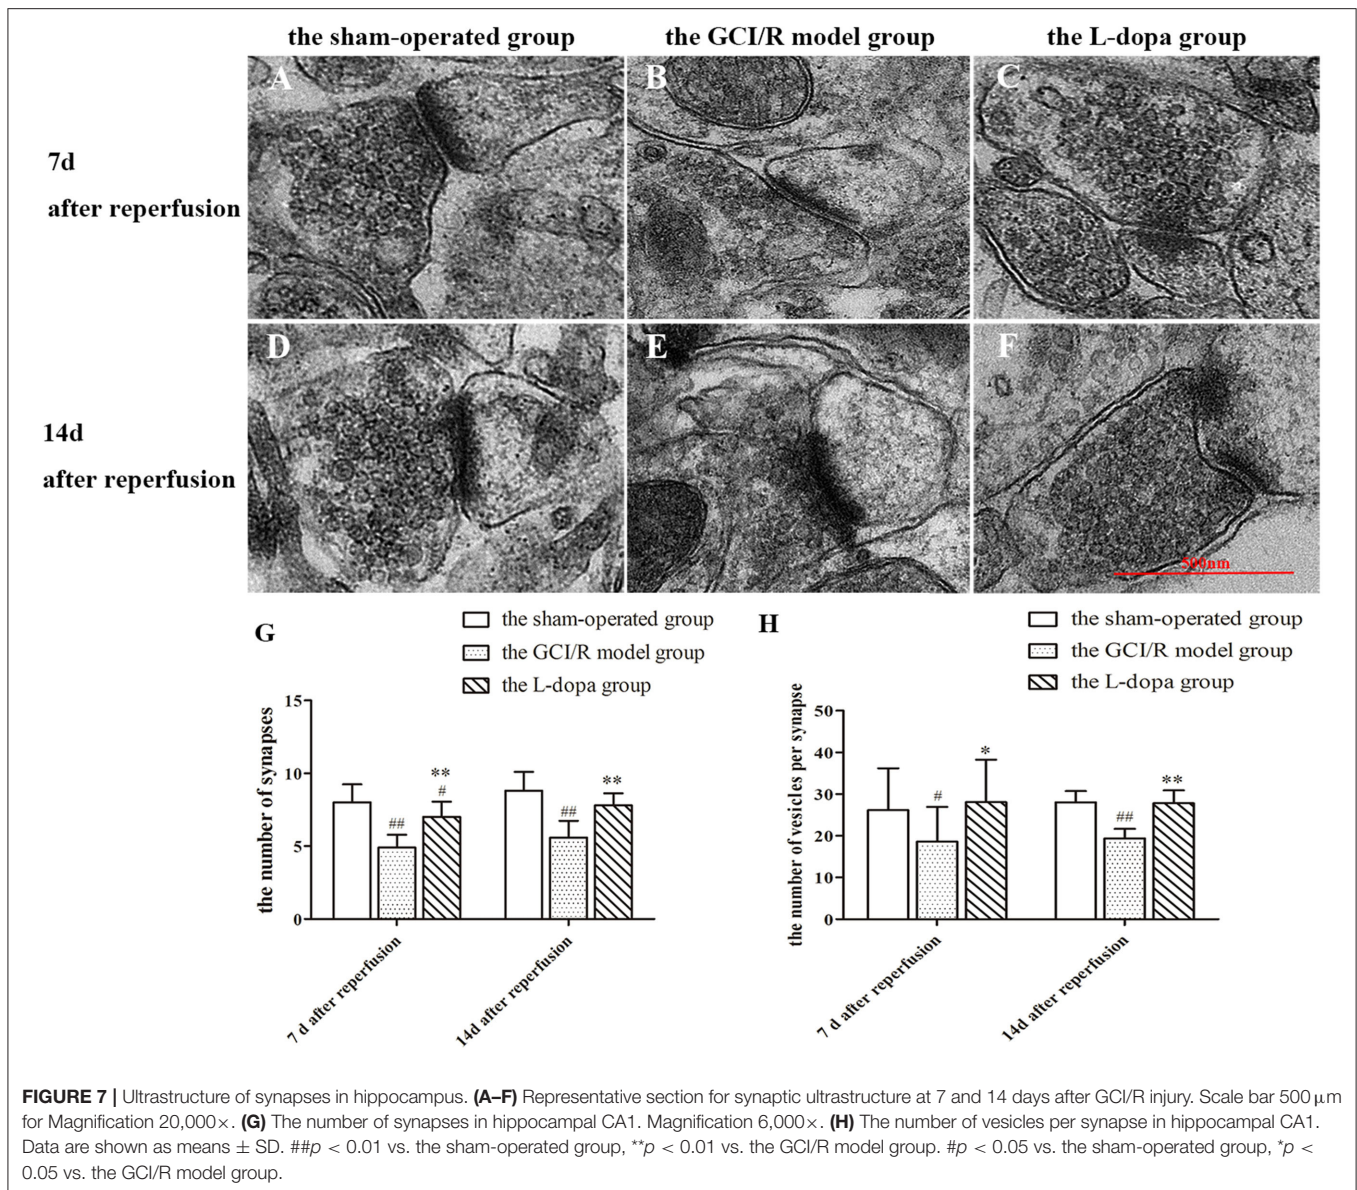 the sham-operated group the GCI/R model group the L-dopa group
A B C
7d
after reperfusion
D E F
14d
after reperfusion
500nm
G
the sham-operated group
the GCI/R model group
the L-dopa group
the number of synapses
15
10
5
0
##
**
#
##
**
7 d after reperfusion
14d after reperfusion
H
the sham-operated group
the GCI/R model group
the L-dopa group
the number of vesicles per synapse
50
40
30
20
10
0
#
*
##
**
7 d after reperfusion
14d after reperfusion
FIGURE 7 | Ultrastructure of synapses in hippocampus. (A–F) Representative section for synaptic ultrastructure at 7 and 14 days after GCI/R injury. Scale bar 500 μm
for Magnification 20,000×. (G) The number of synapses in hippocampal CA1. Magnification 6,000×. (H) The number of vesicles per synapse in hippocampal CA1.
Data are shown as means ± SD. ##p < 0.01 vs. the sham-operated group, **p < 0.01 vs. the GCI/R model group. #p < 0.05 vs. the sham-operated group, *p <
0.05 vs. the GCI/R model group.